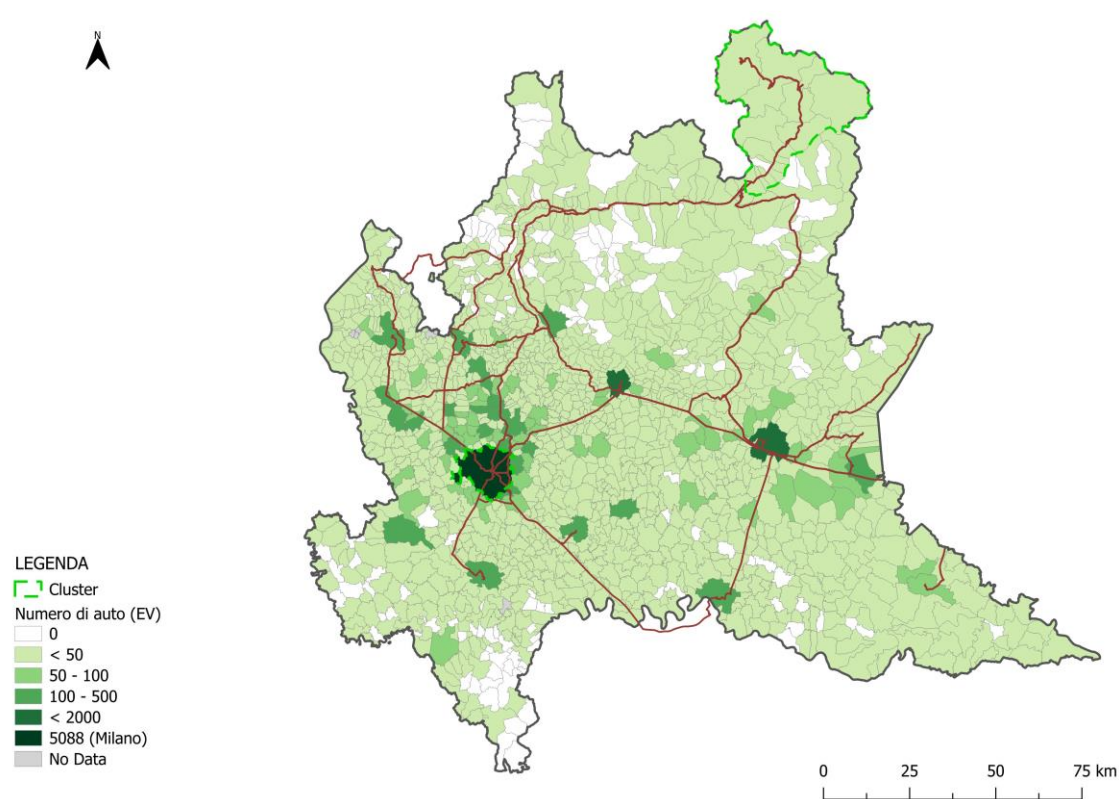 N
LEGENDA
Cluster
Numero di auto (EV)
0
< 50
50 - 100
100 - 500
< 2000
5088 (Milano)
No Data
0 25 50 75 km